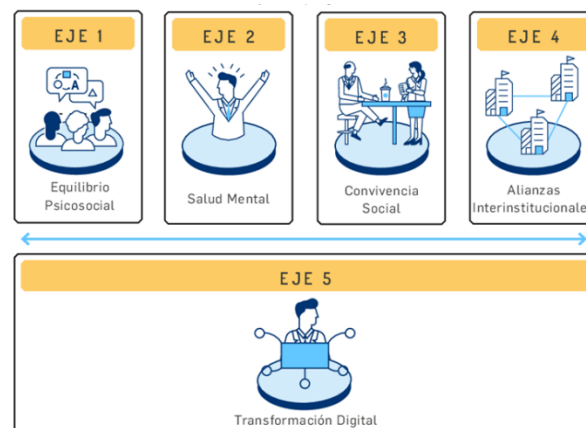 EJE 1
EJE 2
EJE 3
EJE 4
A
Equilibrio
Psicosocial
Salud Mental
Convivencia
Social
Alianzas
Interinstitucionale
EJE 5
Transformación Digital